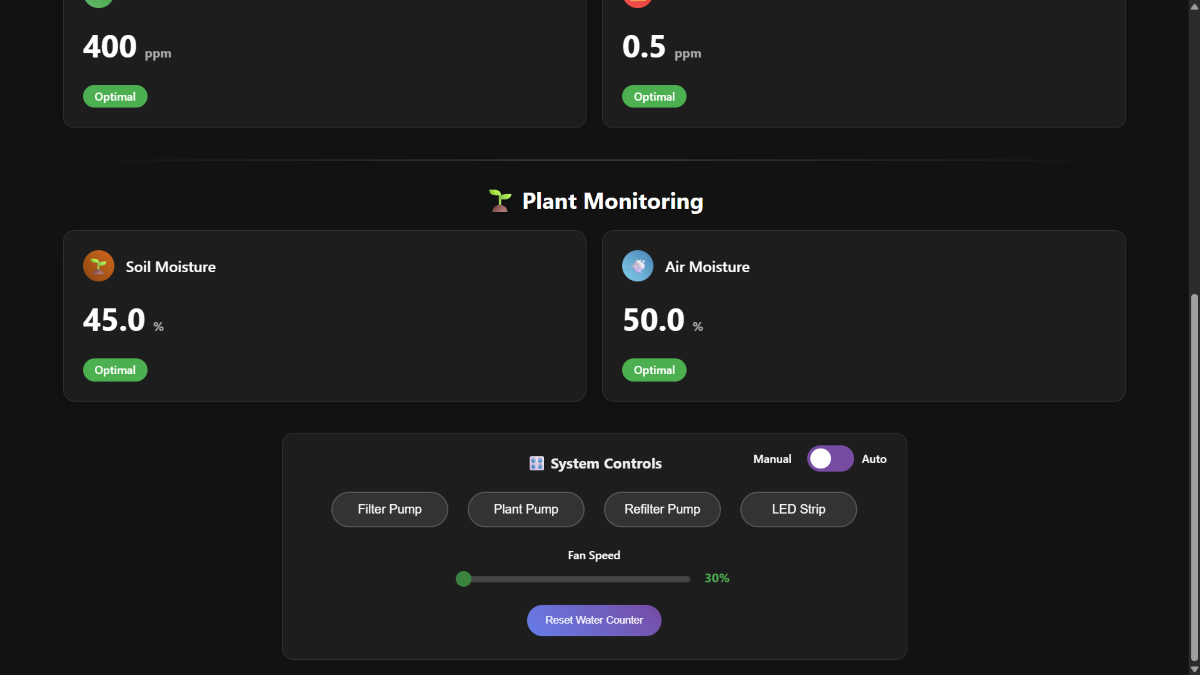 400 ppm
0.5 ppm
Optimal
Optimal
Plant Monitoring
Soil Moisture
45.0 %
Optimal
Air Moisture
50.0 %
Optimal
System Controls
Manual
Auto
Filter Pump
Plant Pump
Refilter Pump
LED Strip
Fan Speed
30%
Reset Water Counter